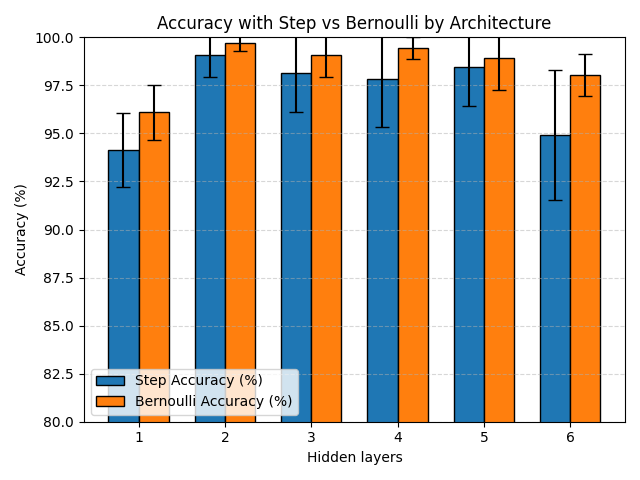 Accuracy with Step vs Bernoulli by Architecture
100.0
97.5
95.0
92.5
90.0
87.5
85.0
82.5
80.0
Accuracy (%)
Step Accuracy (%)
Bernoulli Accuracy (%)
1 2 3 4 5 6
Hidden layers